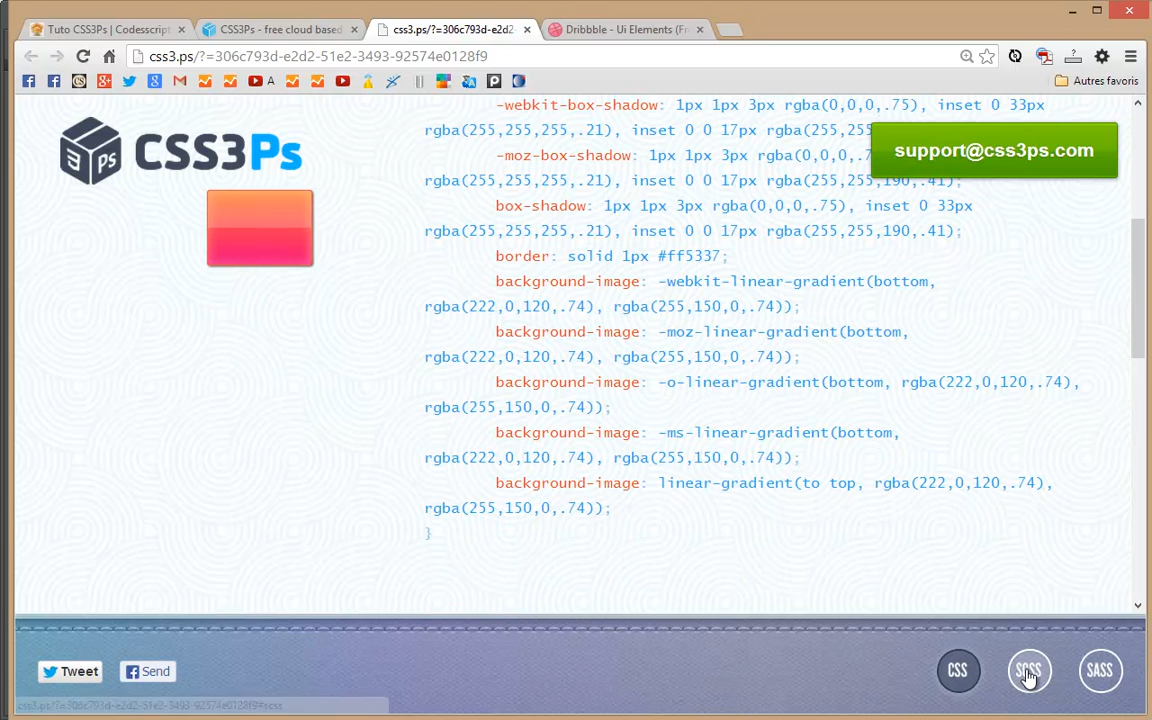 Tuto CSS3Ps | Codesscript
CSS3Ps - free cloud based
css3.ps/?=306c793d-e2d2
Dribbble - Ui Elements (Fr
css3.ps/?=306c793d-e2d2-51e2-3493-92574e0128f9
A
Autres favoris
CSS3Ps
support@css3ps.com
-webkit-box-shadow: 1px 1px 3px rgba(0,0,0,.75), inset 0 33px
rgba(255,255,255,.21), inset 0 0 17px rgba(255,255
-moz-box-shadow: 1px 1px 3px rgba(0,0,0,.7
rgba(255,255,255,.21), inset 0 0 17px rgba(255,255,190,.41);
box-shadow: 1px 1px 3px rgba(0,0,0,.75), inset 0 33px
rgba(255,255,255,.21), inset 0 0 17px rgba(255,255,190,.41);
border: solid 1px #ff5337;
background-image: -webkit-linear-gradient(bottom,
rgba(222,0,120,.74), rgba(255,150,0,.74));
background-image: -moz-linear-gradient(bottom,
rgba(222,0,120,.74), rgba(255,150,0,.74));
background-image: -o-linear-gradient(bottom, rgba(222,0,120,.74),
rgba(255,150,0,.74));
background-image: -ms-linear-gradient(bottom,
rgba(222,0,120,.74), rgba(255,150,0,.74));
background-image: linear-gradient(to top, rgba(222,0,120,.74),
rgba(255,150,0,.74));
}
Tweet
Send
CSS
SCSS
SASS
css3.ps/?=306c793d-e2d2-51e2-3493-92574e0128f9#scss